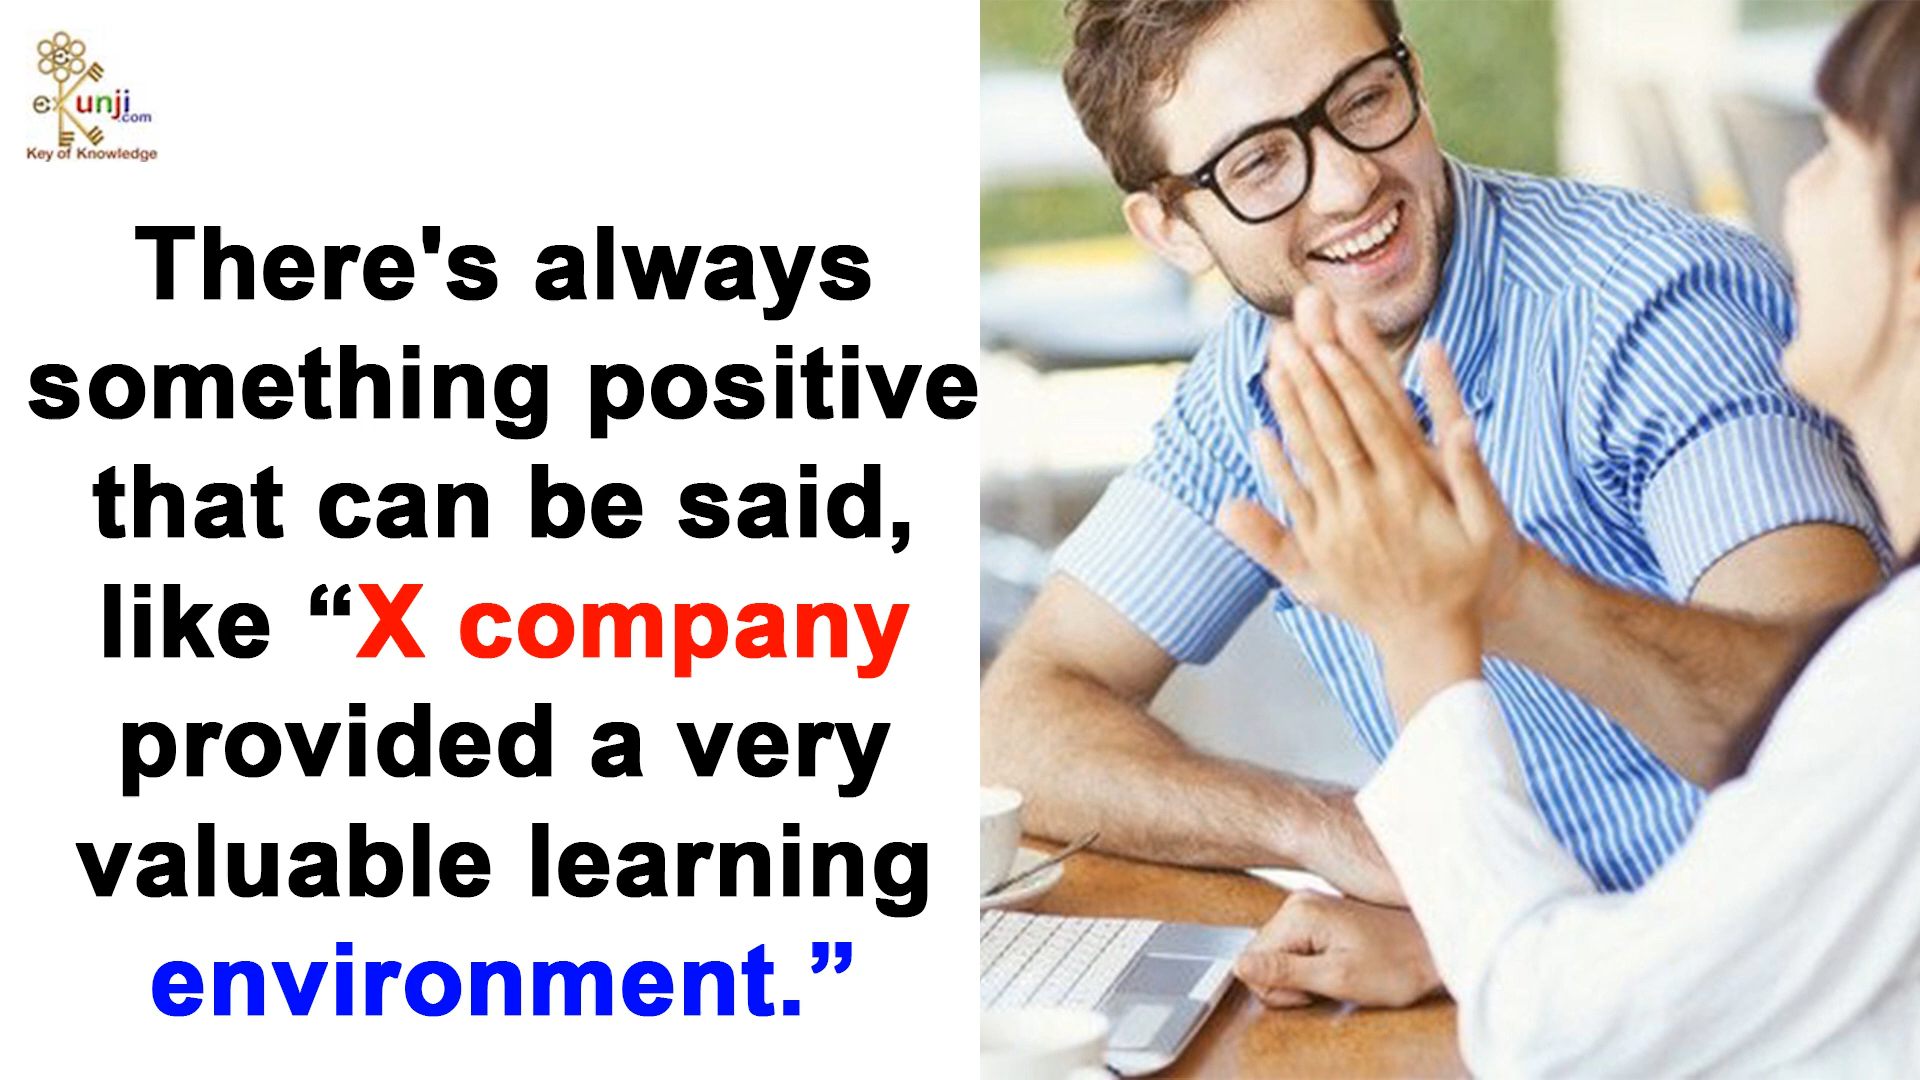 eKunji
.com
Key of Knowledge
There's always
something positive
that can be said,
like “X company
provided a very
valuable learning
environment.”